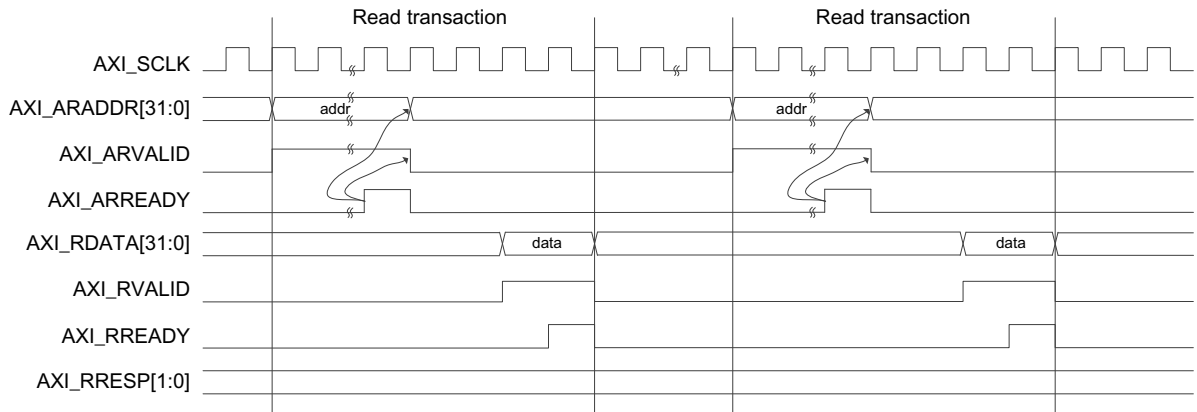 Read transaction Read transaction
AXI_SCLK
AXI_ARADDR[31:0] addr addr
AXI_ARVALID
AXI_ARREADY
AXI_RDATA[31:0] data data
AXI_RVALID
AXI_RREADY
AXI_RRESP[1:0]